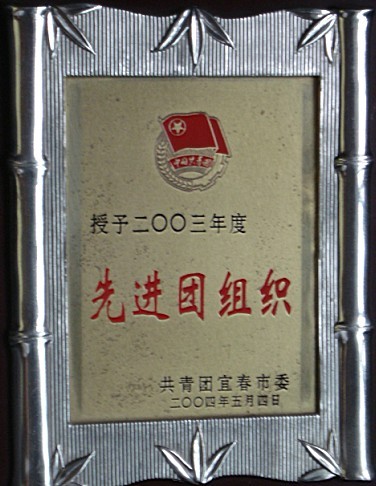 中国共青团
授予二〇〇三年度
先进团组织
共青团宜春市委
二〇〇四年五月四日